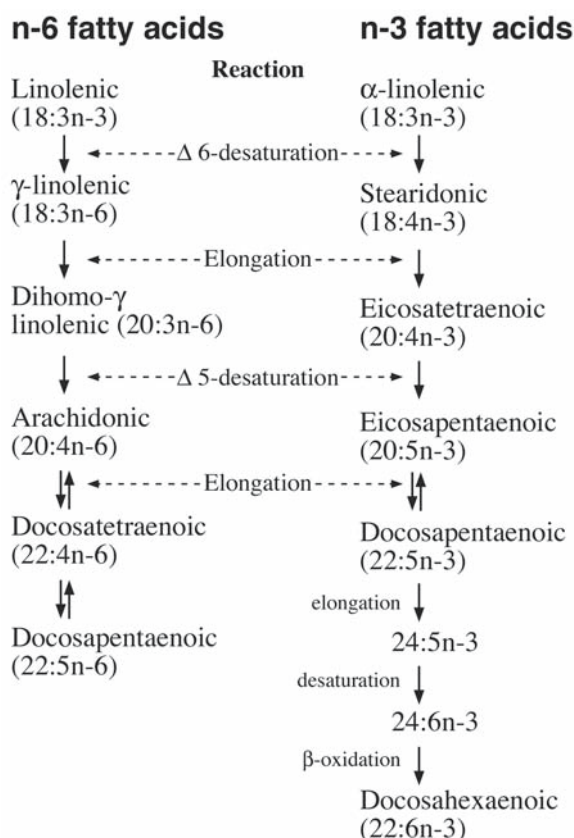 n-6 fatty acids
n-3 fatty acids
Reaction
Linolenic
(18:3n-3)
α-linolenic
(18:3n-3)
Δ 6-desaturation
γ-linolenic
(18:3n-6)
Stearidonic
(18:4n-3)
Elongation
Dihomo-γ
linolenic (20:3n-6)
Eicosatetraenoic
(20:4n-3)
Δ 5-desaturation
Arachidonic
(20:4n-6)
Eicosapentaenoic
(20:5n-3)
Elongation
Docosatetraenoic
(22:4n-6)
Docosapentaenoic
(22:5n-3)
elongation
Docosapentaenoic
(22:5n-6)
24:5n-3
desaturation
24:6n-3
β-oxidation
Docosahexaenoic
(22:6n-3)